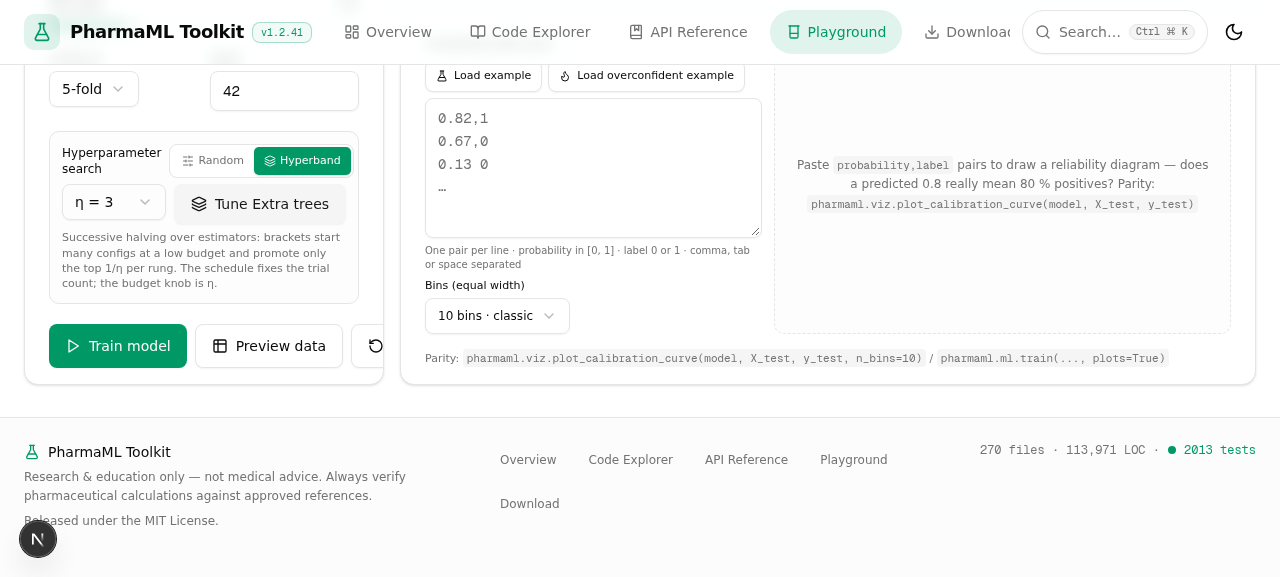 PharmaML Toolkit
v1.2.41
Overview
Code Explorer
API Reference
Playground
Download
Search...
Ctrl ⌘ K
5-fold
42
Hyperparameter
search
Random
Hyperband
η = 3
Tune Extra trees
Successive halving over estimators: brackets start
many configs at a low budget and promote only
the top 1/η per rung. The schedule fixes the trial
count; the budget knob is η.
Train model
Preview data
Load example
Load overconfident example
0.82,1
0.67,0
0.13 0
…
One pair per line · probability in [0, 1] · label 0 or 1 · comma, tab
or space separated
Bins (equal width)
10 bins · classic
Paste probability,label pairs to draw a reliability diagram — does
a predicted 0.8 really mean 80 % positives? Parity:
pharmaml.viz.plot_calibration_curve(model, X_test, y_test)
Parity: pharmaml.viz.plot_calibration_curve(model, X_test, y_test, n_bins=10) / pharmaml.ml.train(..., plots=True)
PharmaML Toolkit
Research & education only — not medical advice. Always verify
pharmaceutical calculations against approved references.
Released under the MIT License.
Overview
Code Explorer
API Reference
Playground
Download
270 files · 113,971 LOC · 2013 tests
N